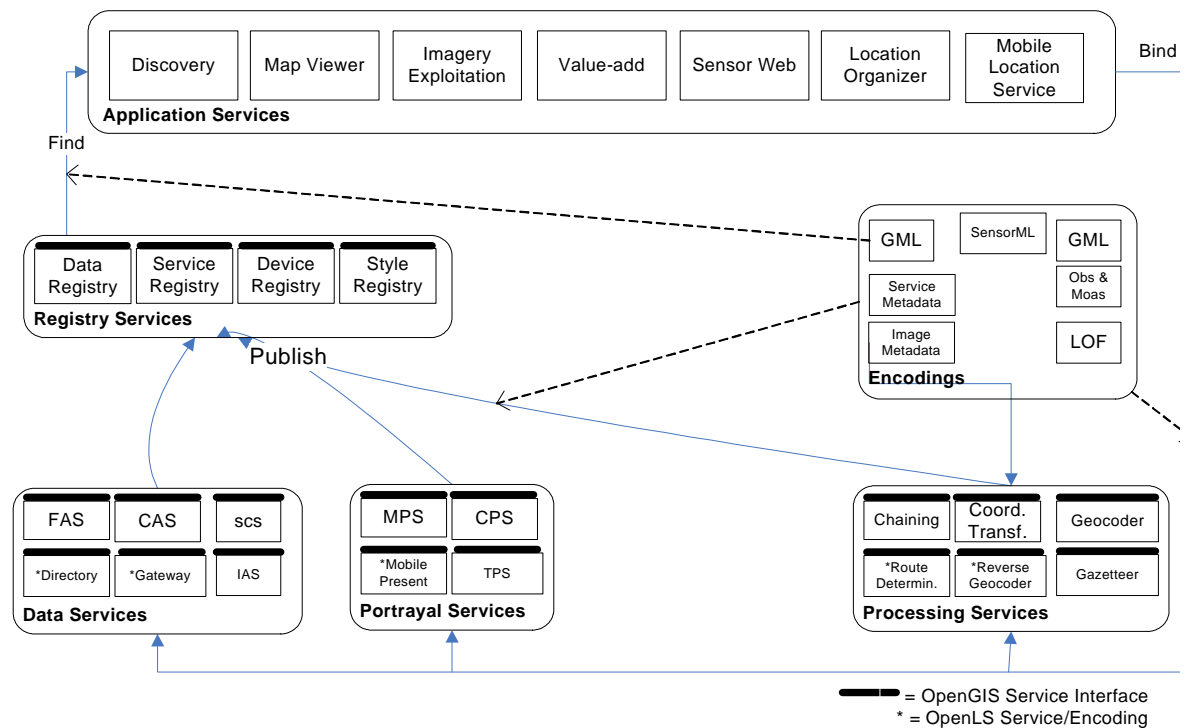 Discovery
Map Viewer
Imagery
Exploitation
Value-add
Sensor Web
Location
Organizer
Mobile
Location
Service
Application Services
Bind
Find
GML
SensorML
GML
Service
Metadata
Obs &
Moas
Image
Metadata
LOF
Encodings
Data
Registry
Service
Registry
Device
Registry
Style
Registry
Registry Services
Publish
FAS
CAS
scs
*Directory
*Gateway
IAS
Data Services
MPS
CPS
*Mobile
Present
TPS
Portrayal Services
Chaining
Coord.
Transf.
Geocoder
*Route
Determin.
*Reverse
Geocoder
Gazetteer
Processing Services
= OpenGIS Service Interface
* = OpenLS Service/Encoding